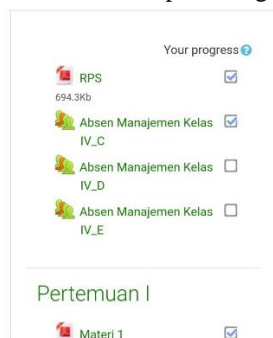 Your progress
RPS
694.3Kb
Absen Manajemen Kelas
IV_C
Absen Manajemen Kelas
IV_D
Absen Manajemen Kelas
IV_E
Pertemuan I
Materi 1